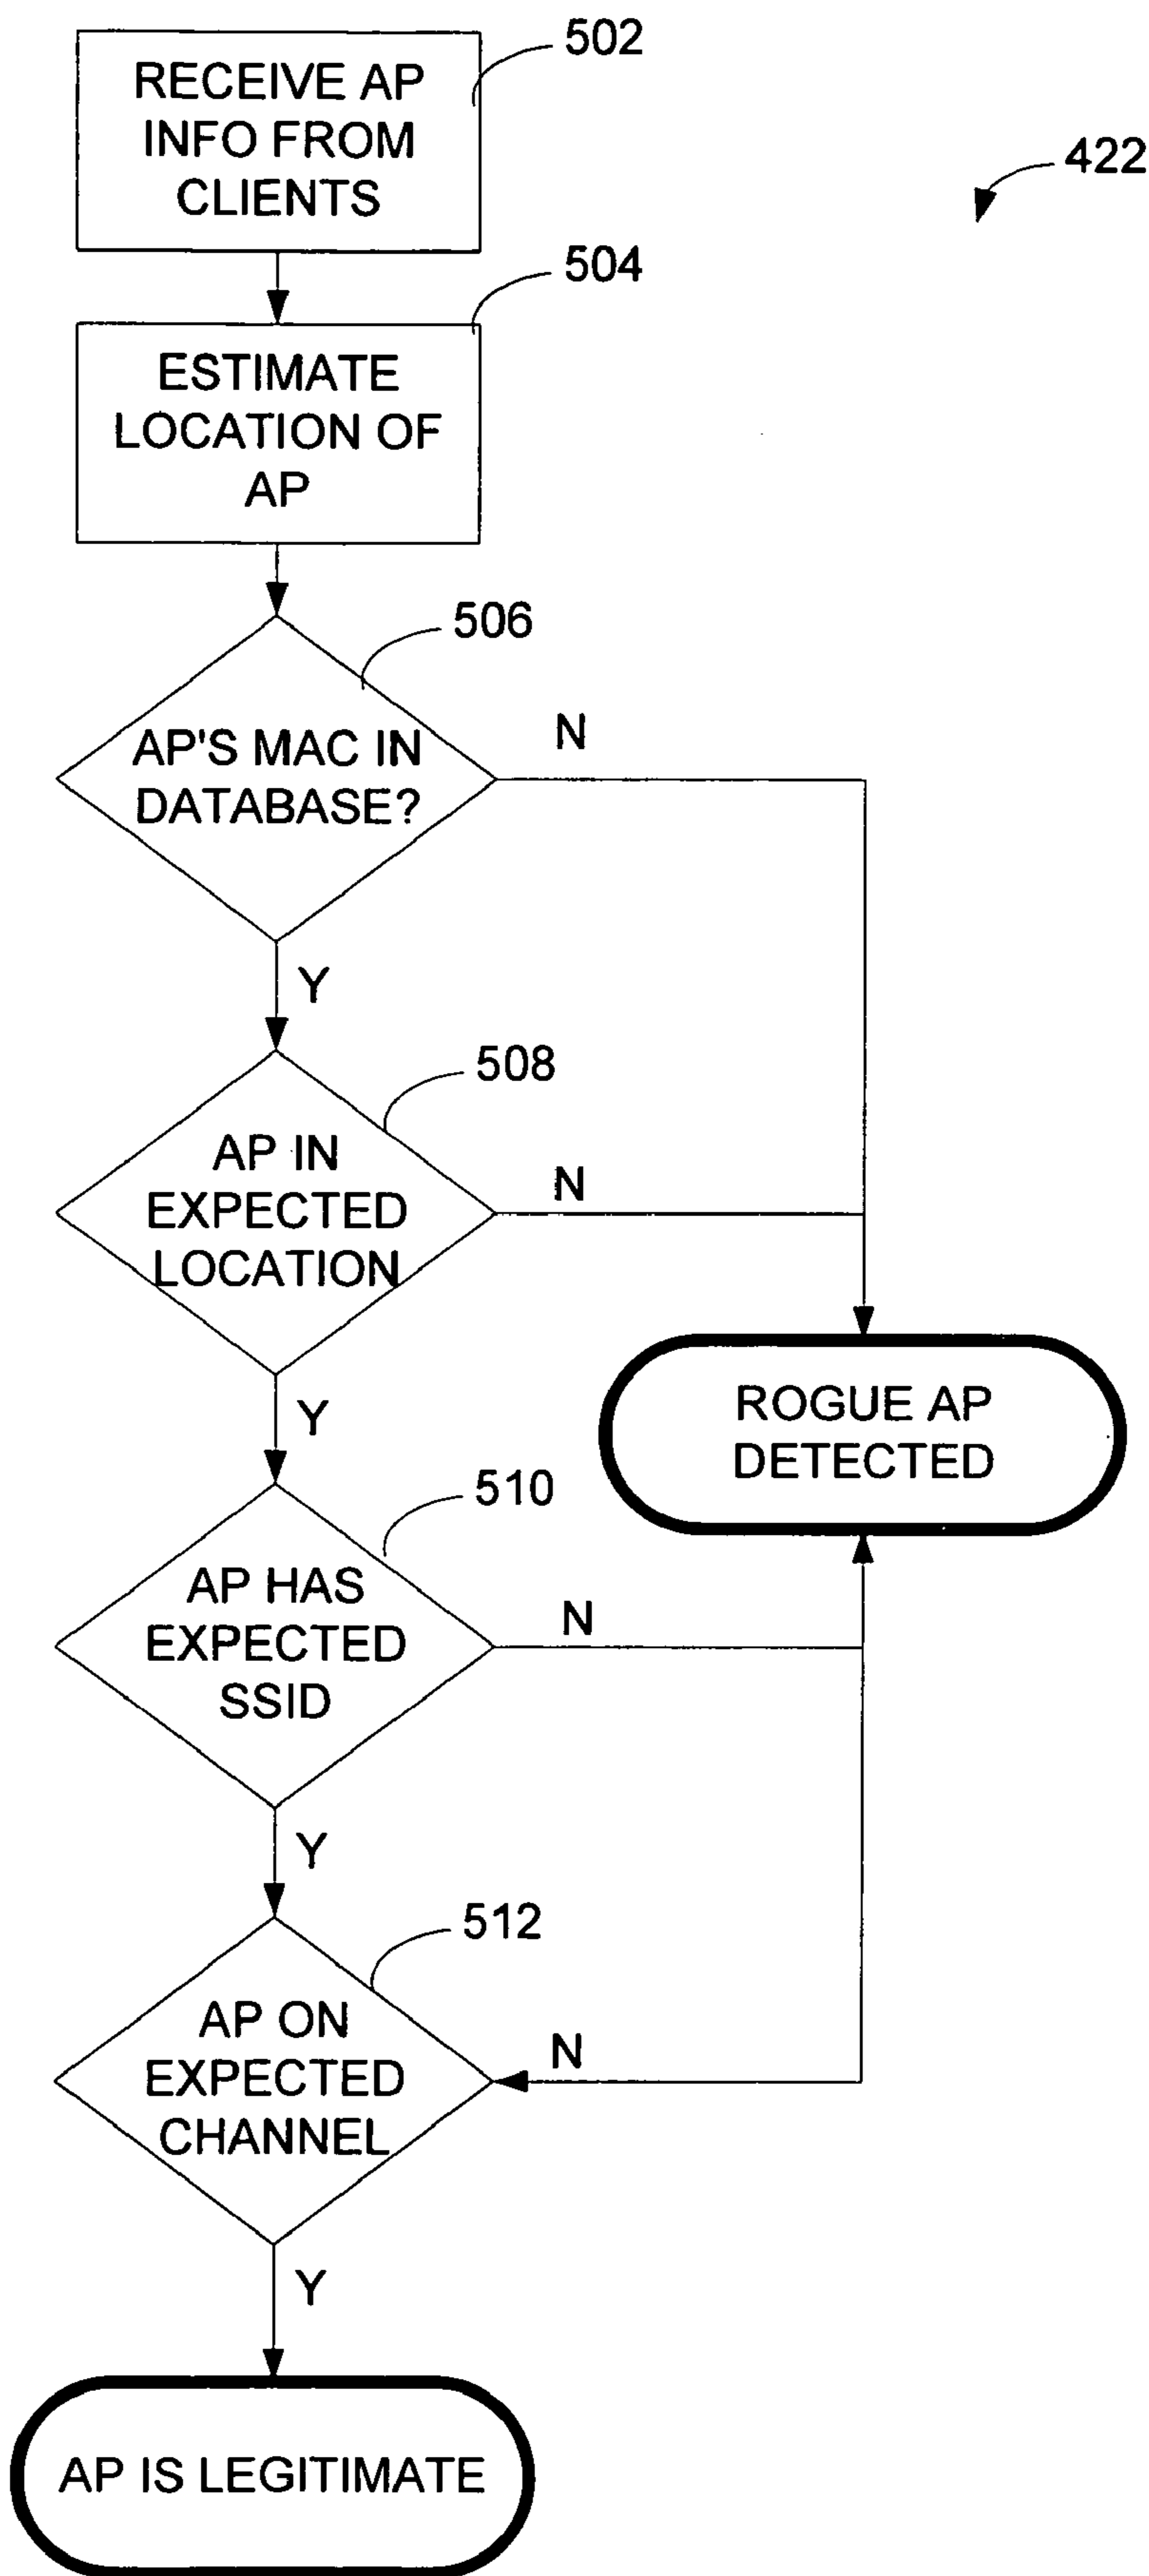 502
RECEIVE AP
INFO FROM
CLIENTS
422
504
ESTIMATE
LOCATION OF
AP
506
N
AP'S MAC IN
DATABASE?
Y
508
AP IN
EXPECTED
LOCATION
N
ROGUE AP
DETECTED
Y
510
AP HAS
EXPECTED
SSID
N
Y
512
AP ON
EXPECTED
CHANNEL
N
Y
AP IS LEGITIMATE